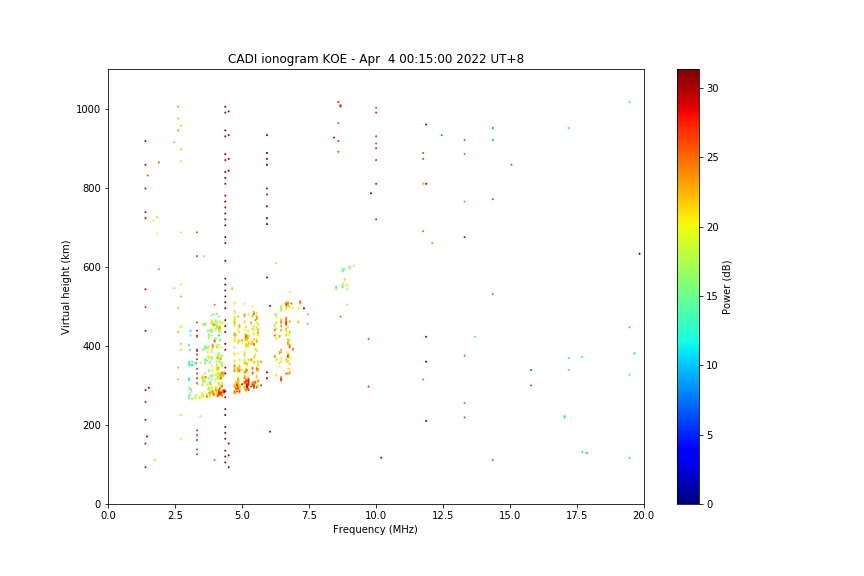 CADI ionogram KOE - Apr  4 00:15:00 2022 UT+8
1000
800
600
400
200
0
Virtual height (km)
0.0 2.5 5.0 7.5 10.0 12.5 15.0 17.5 20.0
Frequency (MHz)
30
25
20
15
10
5
0
Power (dB)